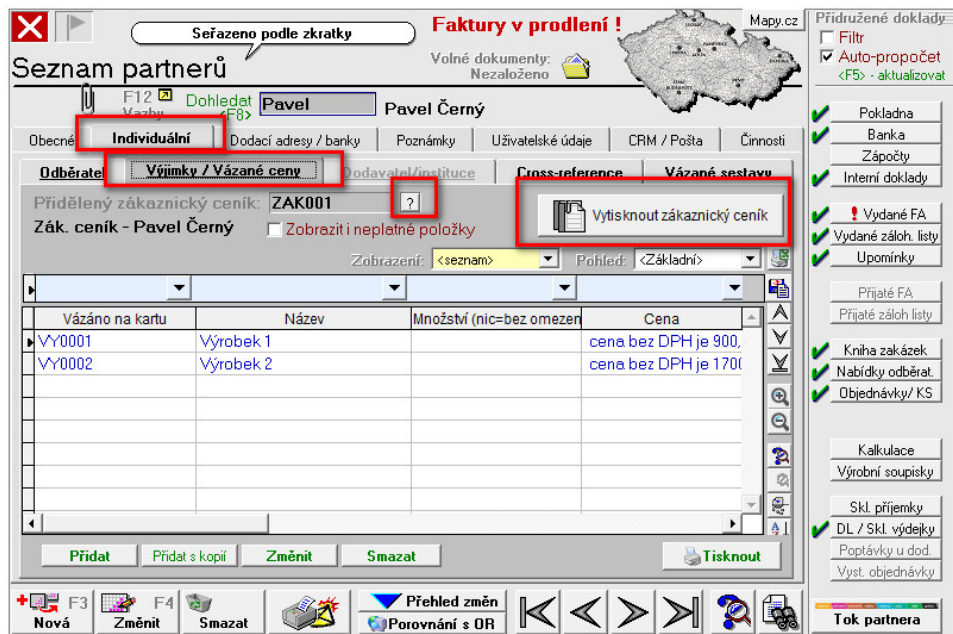 Seřazeno podle zkratky
Faktury v prodlení !
Mapy.cz
Seznam partnerů
Volné dokumenty:
Nezaloženo
F12
Vazby
Dohledat
<F8>
Pavel
Pavel Černý
Obecné
Individuální
Dodací adresy / banky
Poznámky
Uživatelské údaje
CRM / Pošta
Činnosti
Odběratel
Výjimky / Vázané ceny
Dodavatel/instituce
Cross-reference
Vázané sestavy
Přidělený zákaznický ceník:
ZAK001
?
Vytisknout zákaznický ceník
Zák. ceník - Pavel Černý
Zobrazit i neplatné položky
Zobrazení:
<seznam>
Pohled:
<Základní>
Vázáno na kartu
Název
Množství (nic=bez omezen
Cena
VY0001
Výrobek 1
cena bez DPH je 900,
VY0002
Výrobek 2
cena bez DPH je 1700
Přidat
Přidat s kopií
Změnit
Smazat
Tisknout
F3
Nová
F4
Změnit
Smazat
Přehled změn
Porovnání s OR
Přidružené doklady
Filtr
Auto-propočet
<F5> - aktualizovat
Pokladna
Banka
Zápočty
Interní doklady
! Vydané FA
Vydané záloh. listy
Upomínky
Přijaté FA
Přijaté záloh listy
Kniha zakázek
Nabídky odběrat.
Objednávky/ KS
Kalkulace
Výrobní soupisky
Skl. příjemky
DL / Skl. výdejky
Poptávky u dod.
Vyst. objednávky
Tok partnera